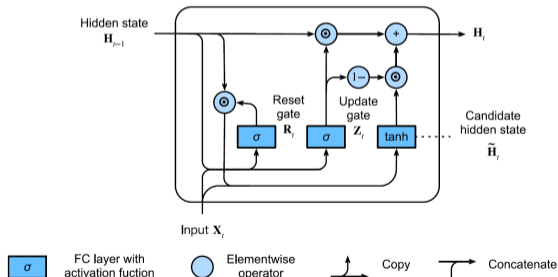 Hidden state
H_{t-1}
H_t
⊙
+
1−
⊙
⊙
Reset
gate
R_t
Update
gate
Z_t
σ
σ
tanh
Candidate
hidden state
H̃_t
Input X_t
σ
FC layer with
activation fuction
Elementwise
operator
Copy
Concatenate